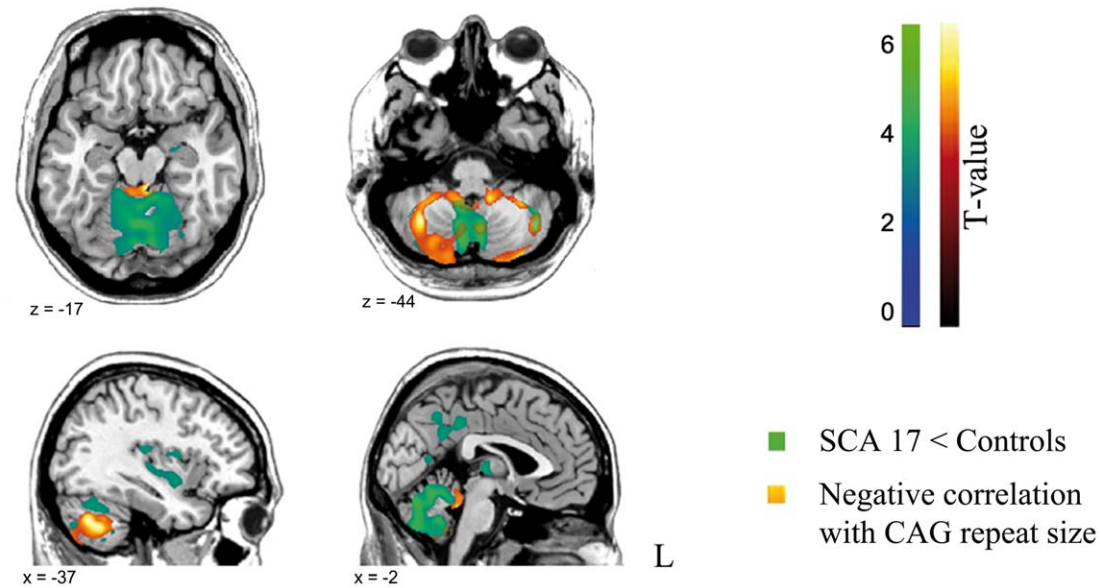 z = -17
z = -44
x = -37
x = -2
L
6
4
2
0
T-value
SCA 17 < Controls
Negative correlation
with CAG repeat size